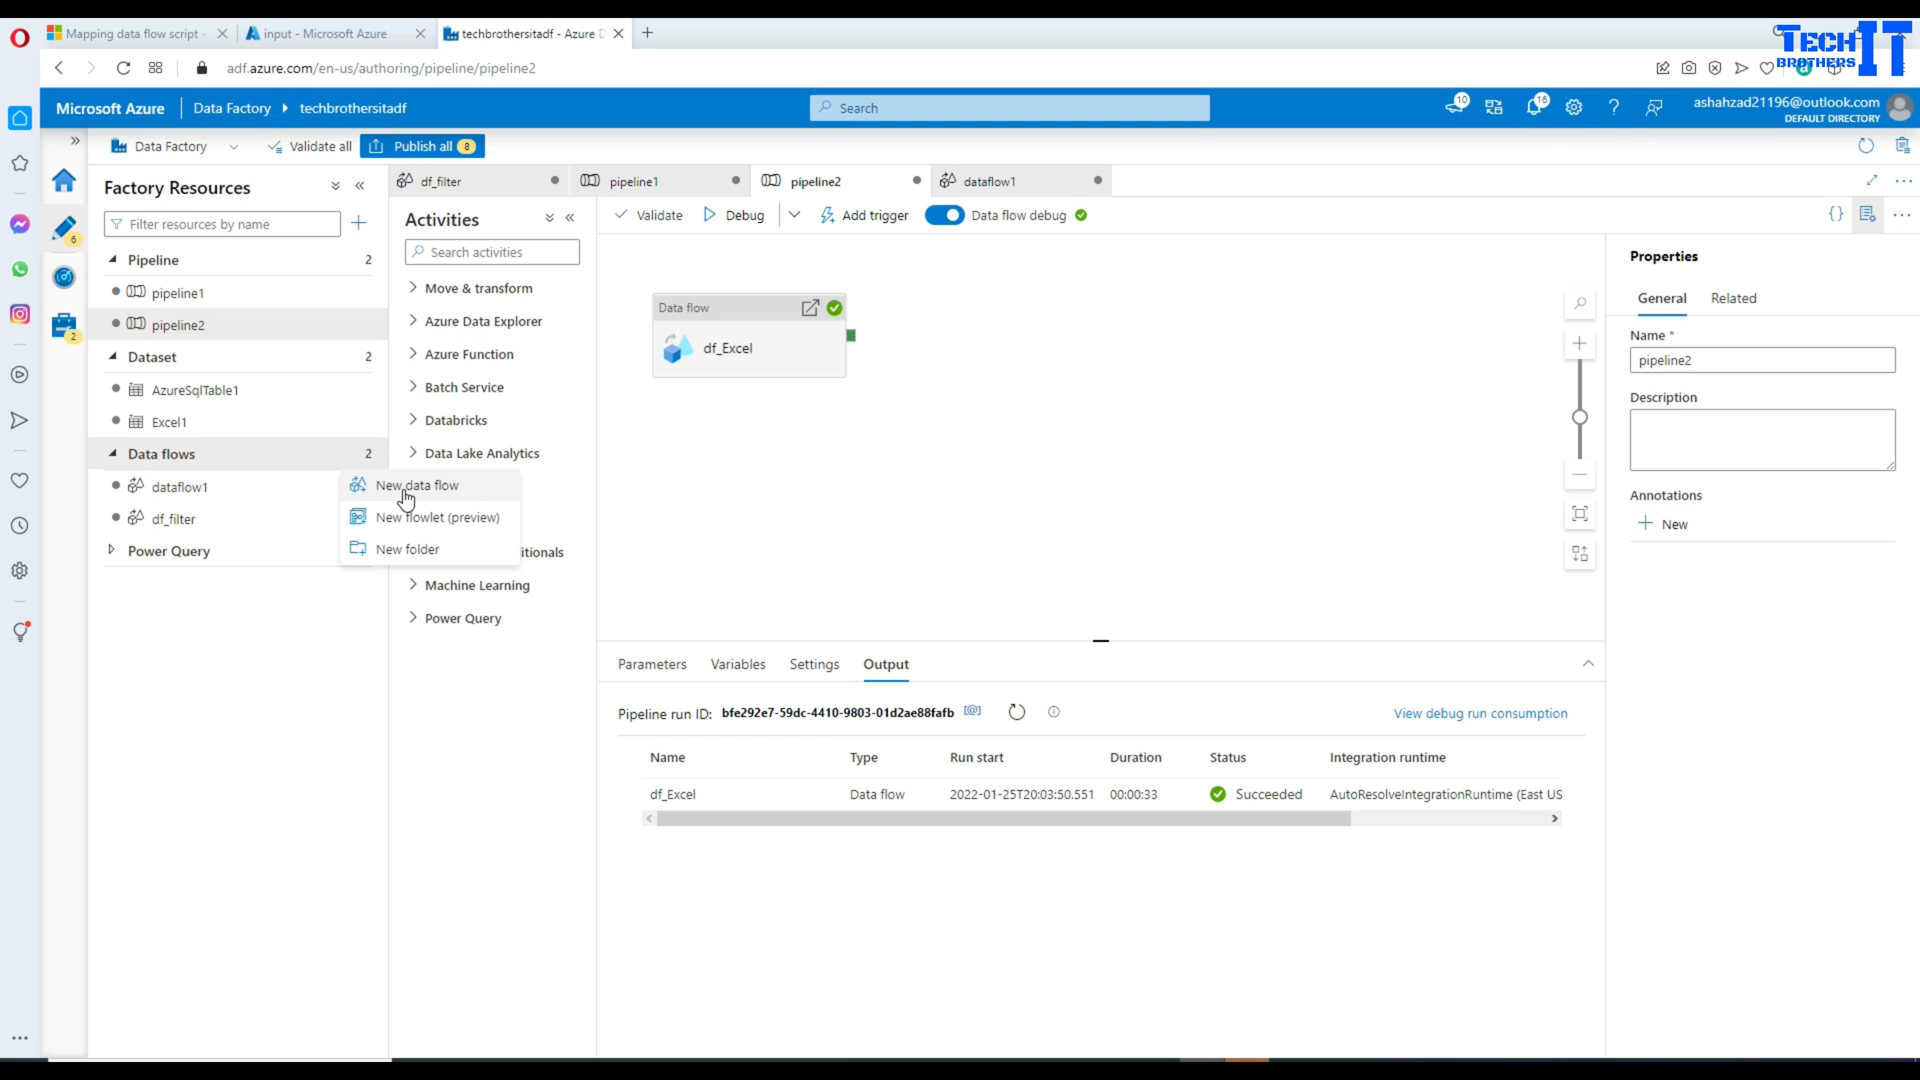 Mapping data flow script -
input - Microsoft Azure
techbrothersitadf - Azure D
TECH IT
BROTHERS
adf.azure.com/en-us/authoring/pipeline/pipeline2
Microsoft Azure
Data Factory
techbrothersitadf
Search
10
16
ashahzad21196@outlook.com
DEFAULT DIRECTORY
Data Factory
Validate all
Publish all
8
Factory Resources
Filter resources by name
6
2
Pipeline
2
pipeline1
pipeline2
Dataset
2
AzureSqlTable1
Excel1
Data flows
2
dataflow1
df_filter
Power Query
New data flow
New flowlet (preview)
New folder
df_filter
pipeline1
pipeline2
dataflow1
Activities
Search activities
Move & transform
Azure Data Explorer
Azure Function
Batch Service
Databricks
Data Lake Analytics
itionals
Machine Learning
Power Query
Validate
Debug
Add trigger
Data flow debug
Data flow
df_Excel
Parameters
Variables
Settings
Output
Pipeline run ID: bfe292e7-59dc-4410-9803-01d2ae88fafb
View debug run consumption
Name
Type
Run start
Duration
Status
Integration runtime
df_Excel
Data flow
2022-01-25T20:03:50.551
00:00:33
Succeeded
AutoResolveIntegrationRuntime (East US
Properties
General
Related
Name *
pipeline2
Description
Annotations
New